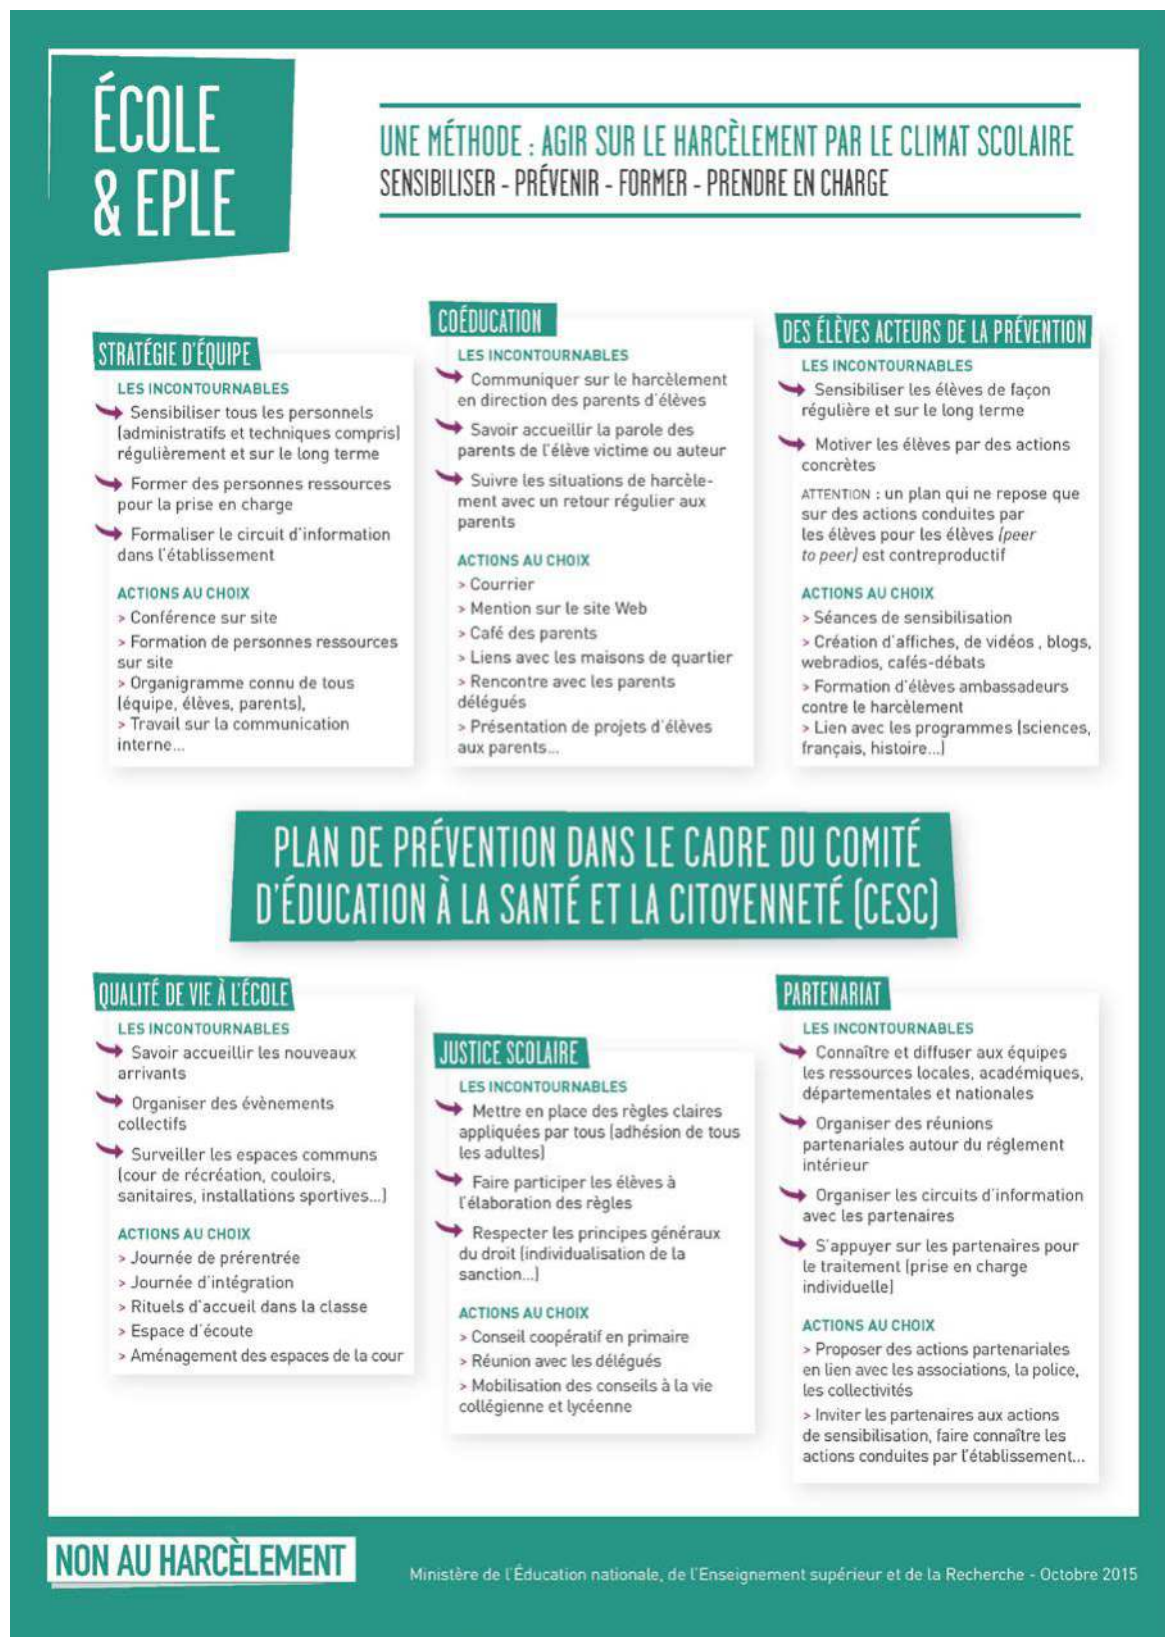 ÉCOLE
& EPLE
UNE MÉTHODE : AGIR SUR LE HARCÈLEMENT PAR LE CLIMAT SCOLAIRE
SENSIBILISER - PRÉVENIR - FORMER - PRENDRE EN CHARGE
STRATÉGIE D'ÉQUIPE
LES INCONTOURNABLES
Sensibiliser tous les personnels
(administratifs et techniques compris)
régulièrement et sur le long terme
Former des personnes ressources
pour la prise en charge
Formaliser le circuit d'information
dans l'établissement
ACTIONS AU CHOIX
> Conférence sur site
> Formation de personnes ressources
sur site
> Organigramme connu de tous
(équipe, élèves, parents),
> Travail sur la communication
interne...
COÉDUCATION
LES INCONTOURNABLES
Communiquer sur le harcèlement
en direction des parents d'élèves
Savoir accueillir la parole des
parents de l'élève victime ou auteur
Suivre les situations de harcèle-
ment avec un retour régulier aux
parents
ACTIONS AU CHOIX
> Courrier
> Mention sur le site Web
> Café des parents
> Liens avec les maisons de quartier
> Rencontre avec les parents
délégués
> Présentation de projets d'élèves
aux parents...
DES ÉLÈVES ACTEURS DE LA PRÉVENTION
LES INCONTOURNABLES
Sensibiliser les élèves de façon
régulière et sur le long terme
Motiver les élèves par des actions
concrètes
ATTENTION : un plan qui ne repose que
sur des actions conduites par
les élèves pour les élèves (peer
to peer) est contreproductif
ACTIONS AU CHOIX
> Séances de sensibilisation
> Création d'affiches, de vidéos , blogs,
webradios, cafés-débats
> Formation d'élèves ambassadeurs
contre le harcèlement
> Lien avec les programmes (sciences,
français, histoire...)
PLAN DE PRÉVENTION DANS LE CADRE DU COMITÉ
D'ÉDUCATION À LA SANTÉ ET LA CITOYENNETÉ (CESC)
QUALITÉ DE VIE À L'ÉCOLE
LES INCONTOURNABLES
Savoir accueillir les nouveaux
arrivants
Organiser des évènements
collectifs
Surveiller les espaces communs
(cour de récréation, couloirs,
sanitaires, installations sportives...)
ACTIONS AU CHOIX
> Journée de prérentrée
> Journée d'intégration
> Rituels d'accueil dans la classe
> Espace d'écoute
> Aménagement des espaces de la cour
JUSTICE SCOLAIRE
LES INCONTOURNABLES
Mettre en place des règles claires
appliquées par tous (adhésion de tous
les adultes)
Faire participer les élèves à
l'élaboration des règles
Respecter les principes généraux
du droit (individualisation de la
sanction...)
ACTIONS AU CHOIX
> Conseil coopératif en primaire
> Réunion avec les délégués
> Mobilisation des conseils à la vie
collégienne et lycéenne
PARTENARIAT
LES INCONTOURNABLES
Connaître et diffuser aux équipes
les ressources locales, académiques,
départementales et nationales
Organiser des réunions
partenariales autour du réglement
intérieur
Organiser les circuits d'information
avec les partenaires
S'appuyer sur les partenaires pour
le traitement (prise en charge
individuelle)
ACTIONS AU CHOIX
> Proposer des actions partenariales
en lien avec les associations, la police,
les collectivités
> Inviter les partenaires aux actions
de sensibilisation, faire connaître les
actions conduites par l'établissement...
NON AU HARCÈLEMENT
Ministère de l'Éducation nationale, de l'Enseignement supérieur et de la Recherche - Octobre 2015